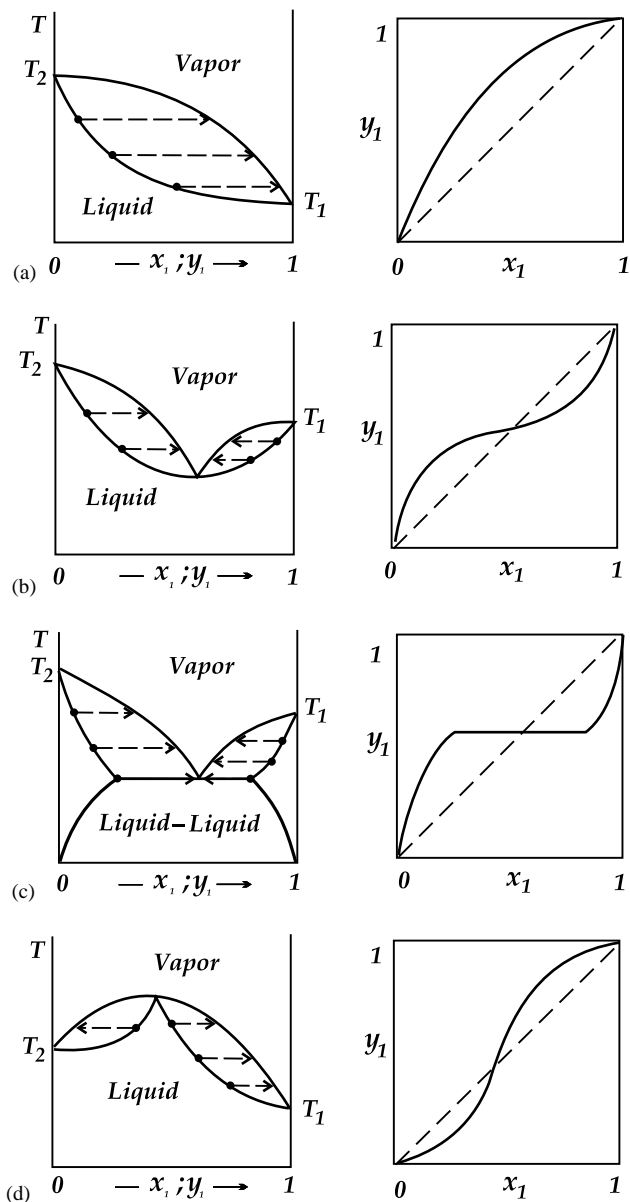 T
T2
Vapor
Liquid
T1
(a)
0
— x1 ; y1 →
1
1
y1
0
x1
1
T
T2
Vapor
T1
Liquid
(b)
0
— x1 ; y1 →
1
1
y1
0
x1
1
T
T2
Vapor
T1
Liquid–Liquid
(c)
0
— x1 ; y1 →
1
1
y1
0
x1
1
T
Vapor
T2
Liquid
T1
(d)
0
— x1 ; y1 →
1
1
y1
0
x1
1